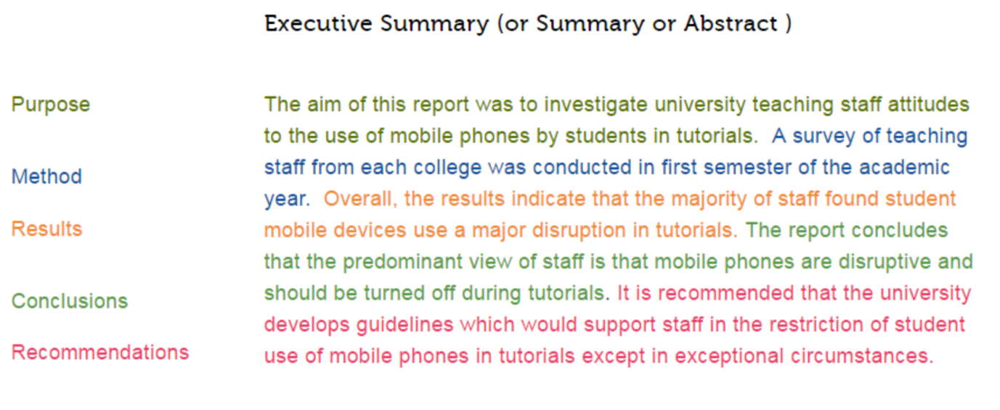 Executive Summary (or Summary or Abstract )
Purpose
The aim of this report was to investigate university teaching staff attitudes
to the use of mobile phones by students in tutorials. A survey of teaching
Method
staff from each college was conducted in first semester of the academic
year. Overall, the results indicate that the majority of staff found student
Results
mobile devices use a major disruption in tutorials. The report concludes
that the predominant view of staff is that mobile phones are disruptive and
Conclusions
should be turned off during tutorials. It is recommended that the university
develops guidelines which would support staff in the restriction of student
Recommendations
use of mobile phones in tutorials except in exceptional circumstances.